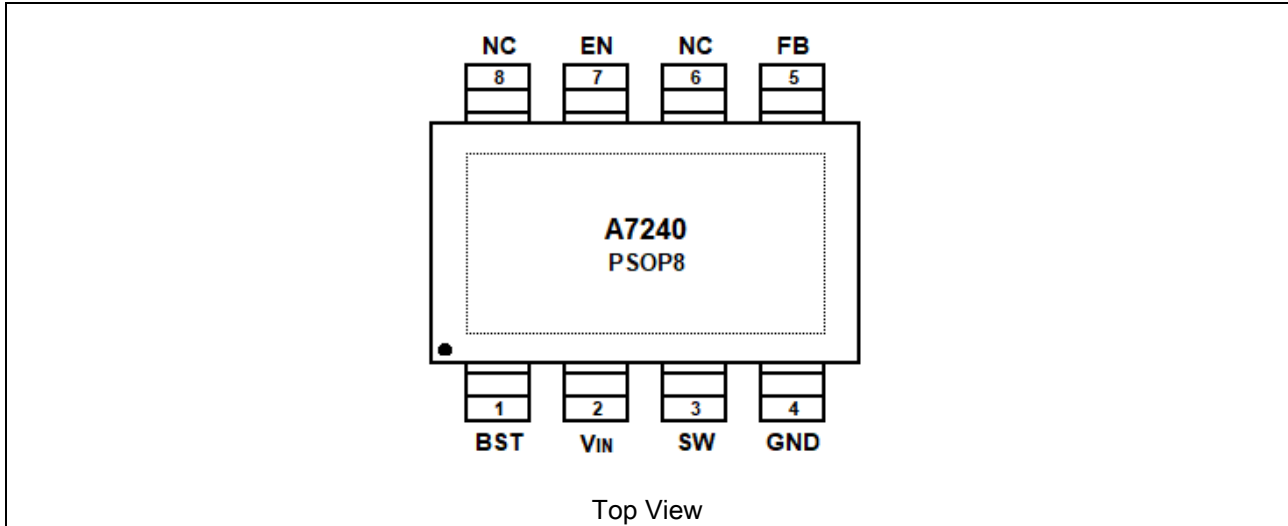 NC EN NC FB
8 7 6 5
A7240
PSOP8
1 2 3 4
BST VIN SW GND
Top View